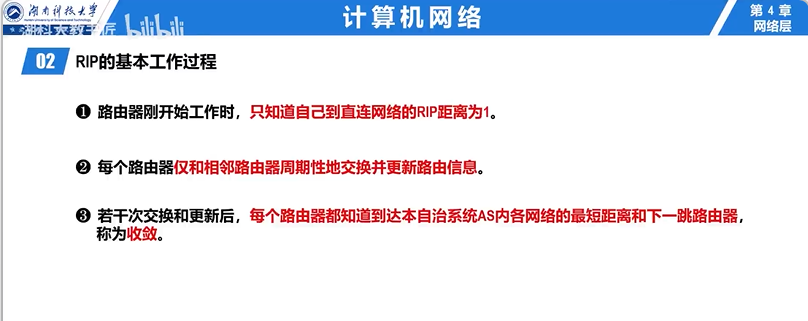 湖南科技大学
计算机网络
第 4 章
网络层
湖科大教书匠 bilibili
02 RIP的基本工作过程
❶ 路由器刚开始工作时，只知道自己到直连网络的RIP距离为1。
❷ 每个路由器仅和相邻路由器周期性地交换并更新路由信息。
❸ 若干次交换和更新后，每个路由器都知道到达本自治系统AS内各网络的最短距离和下一跳路由器，
称为收敛。